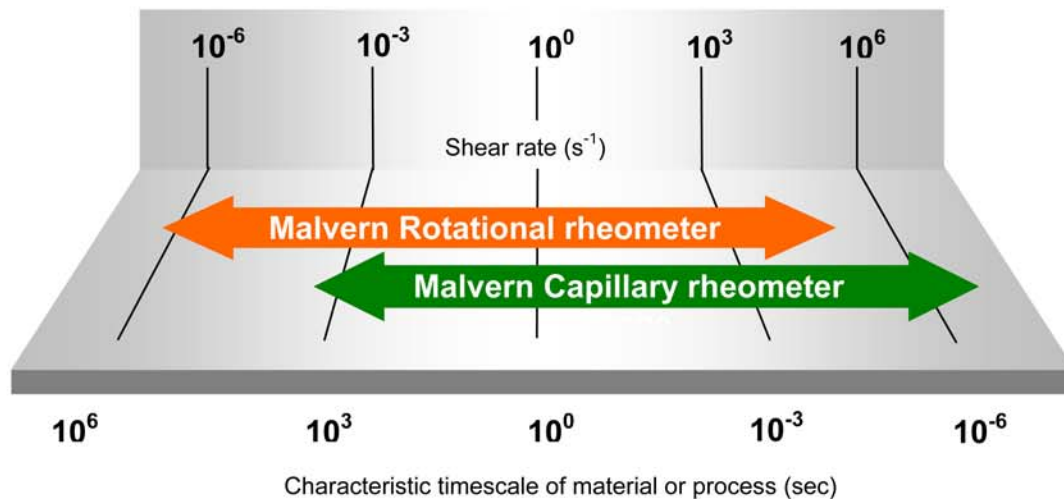 10⁻⁶ 10⁻³ 10⁰ 10³ 10⁶
Shear rate (s⁻¹)
Malvern Rotational rheometer
Malvern Capillary rheometer
10⁶ 10³ 10⁰ 10⁻³ 10⁻⁶
Characteristic timescale of material or process (sec)